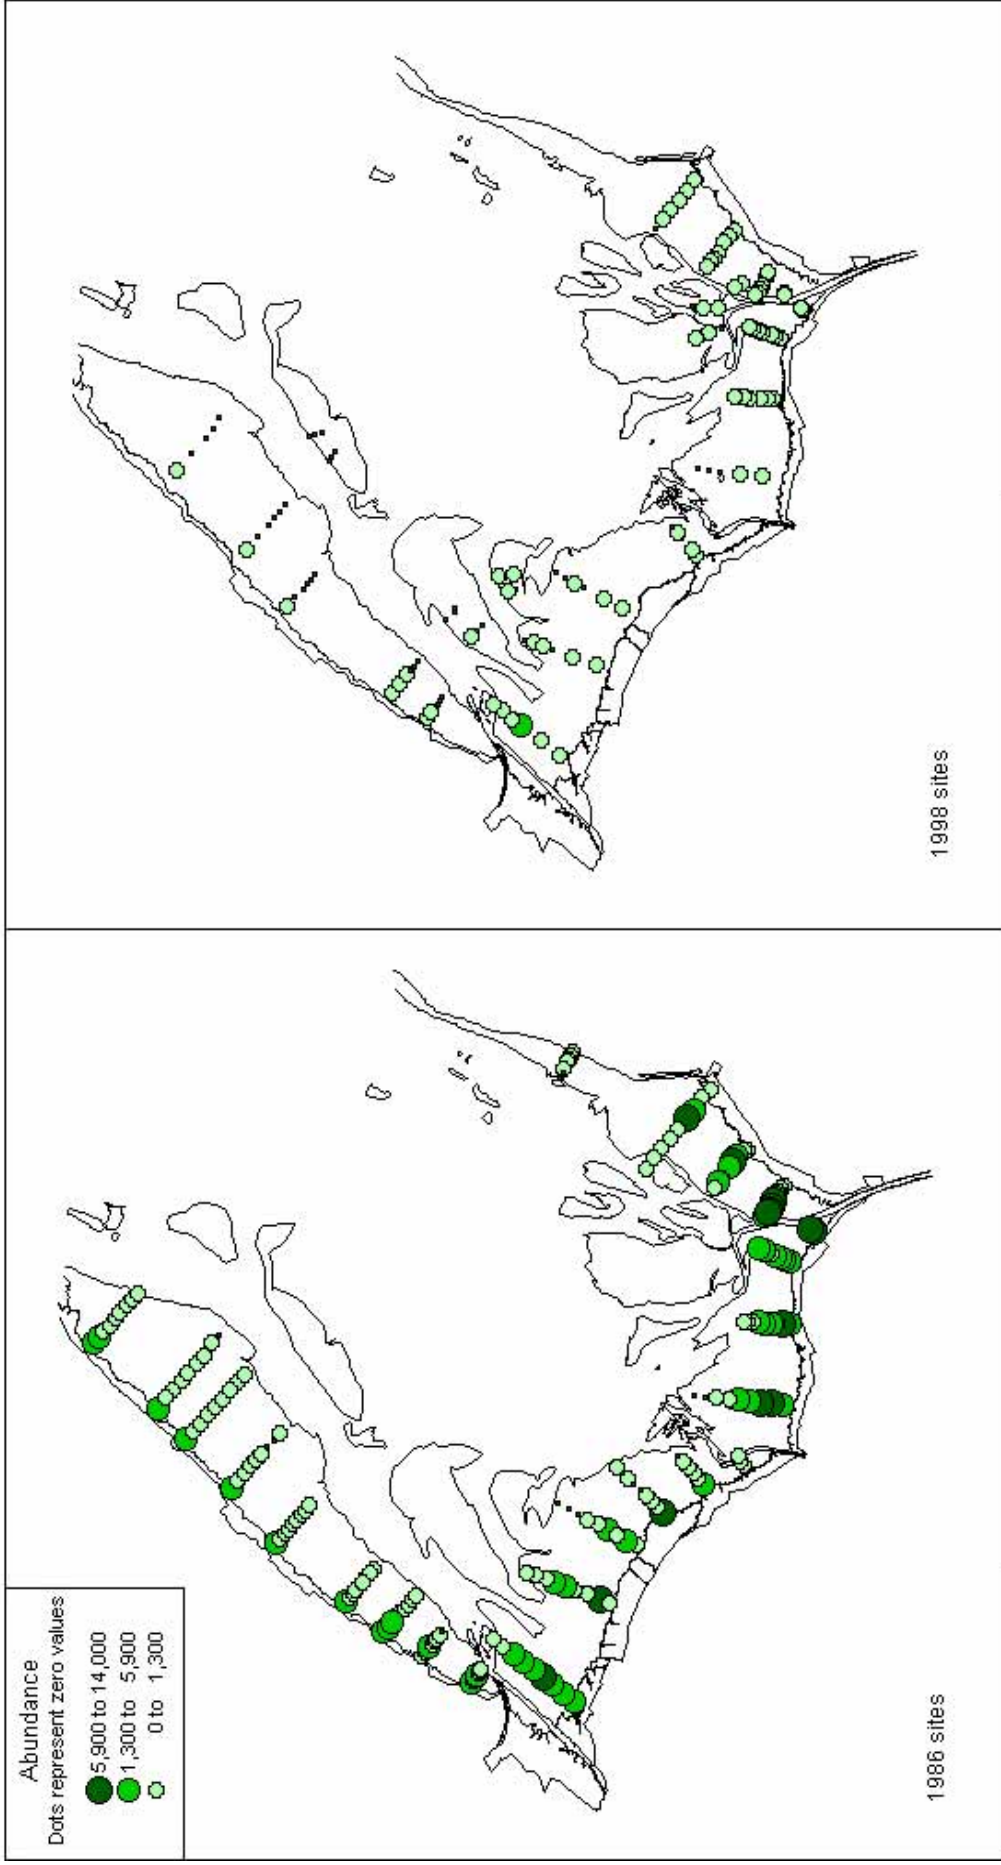 Abundance
Dots represent zero values
5,900 to 14,000
1,300 to 5,900
0 to 1,300
1986 sites
1998 sites